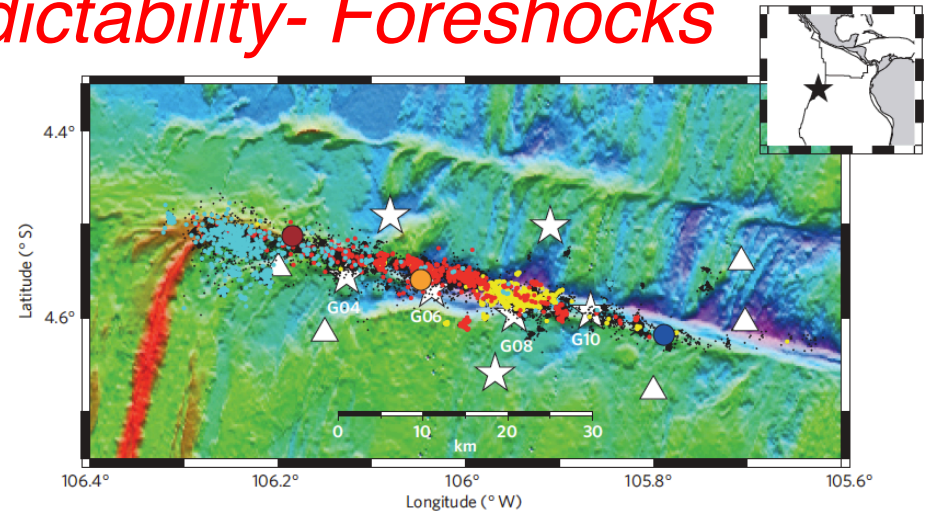 dictability- Foreshocks
4.4°
4.6°
Latitude (° S)
G04
G06
G08
G10
0 10 20 30
km
106.4° 106.2° 106° 105.8° 105.6°
Longitude (° W)